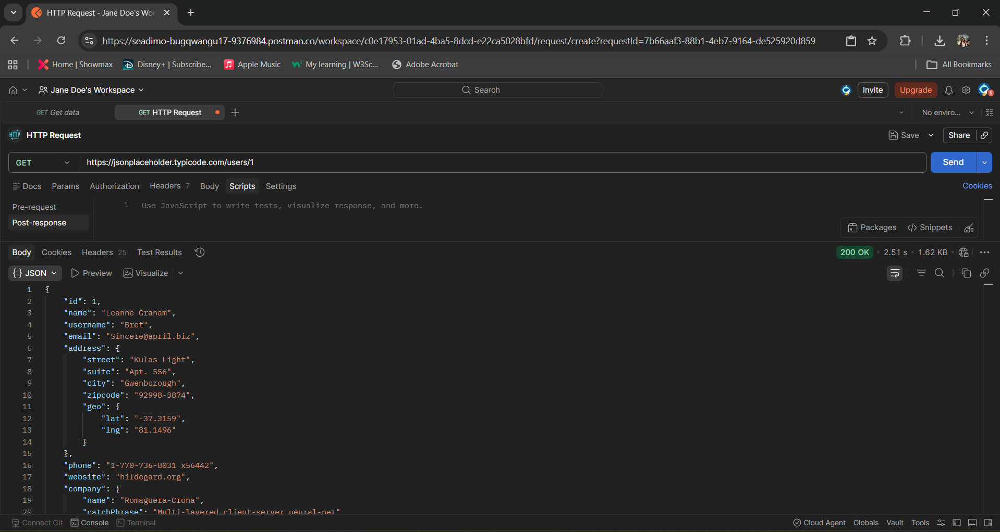 HTTP Request - Jane Doe's Wor
https://seadimo-bugqwangu17-9376984.postman.co/workspace/c0e17953-01ad-4ba5-8dcd-e22ca5028bfd/request/create?requestId=7b66aaf3-88b1-4eb7-9164-de525920d859
Home | Showmax Disney+ | Subscribe... Apple Music My learning | W3Sc... Adobe Acrobat All Bookmarks
Jane Doe's Workspace Search Invite Upgrade
GET Get data GET HTTP Request No enviro...
HTTP HTTP Request Save Share
GET https://jsonplaceholder.typicode.com/users/1 Send
Docs Params Authorization Headers 7 Body Scripts Settings Cookies
Pre-request 1 Use JavaScript to write tests, visualize response, and more.
Post-response Packages </> Snippets
Body Cookies Headers 25 Test Results 200 OK • 2.51 s • 1.62 KB
{} JSON Preview Visualize
1 {
2 "id": 1,
3 "name": "Leanne Graham",
4 "username": "Bret",
5 "email": "Sincere@april.biz",
6 "address": {
7 "street": "Kulas Light",
8 "suite": "Apt. 556",
9 "city": "Gwenborough",
10 "zipcode": "92998-3874",
11 "geo": {
12 "lat": "-37.3159",
13 "lng": "81.1496"
14 }
15 },
16 "phone": "1-770-736-8031 x56442",
17 "website": "hildegard.org",
18 "company": {
19 "name": "Romaguera-Crona",
20 "catchPhrase": "Multi-layered client-server neural-net"
Connect Git Console Terminal Cloud Agent Globals Vault Tools